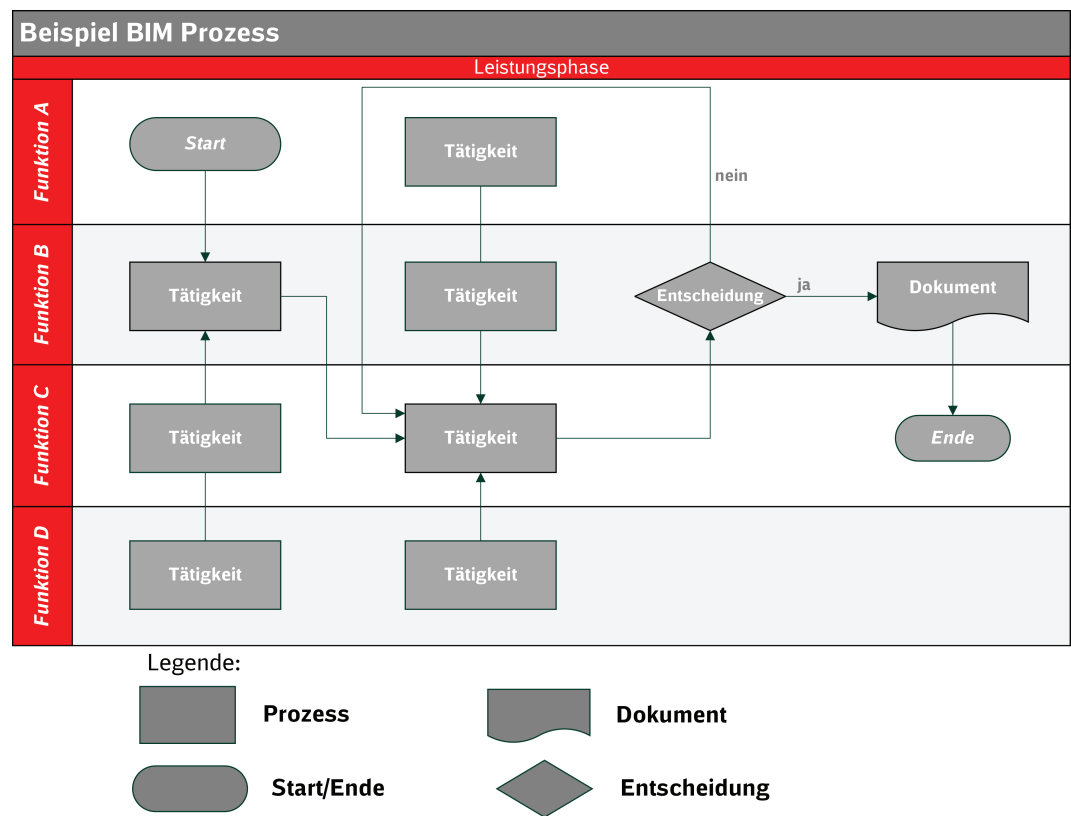 Beispiel BIM Prozess
Leistungsphase
Funktion A
Start
Tätigkeit
nein
Funktion B
Tätigkeit
Tätigkeit
Entscheidung
ja
Dokument
Funktion C
Tätigkeit
Tätigkeit
Ende
Funktion D
Tätigkeit
Tätigkeit
Legende:
Prozess
Dokument
Start/Ende
Entscheidung